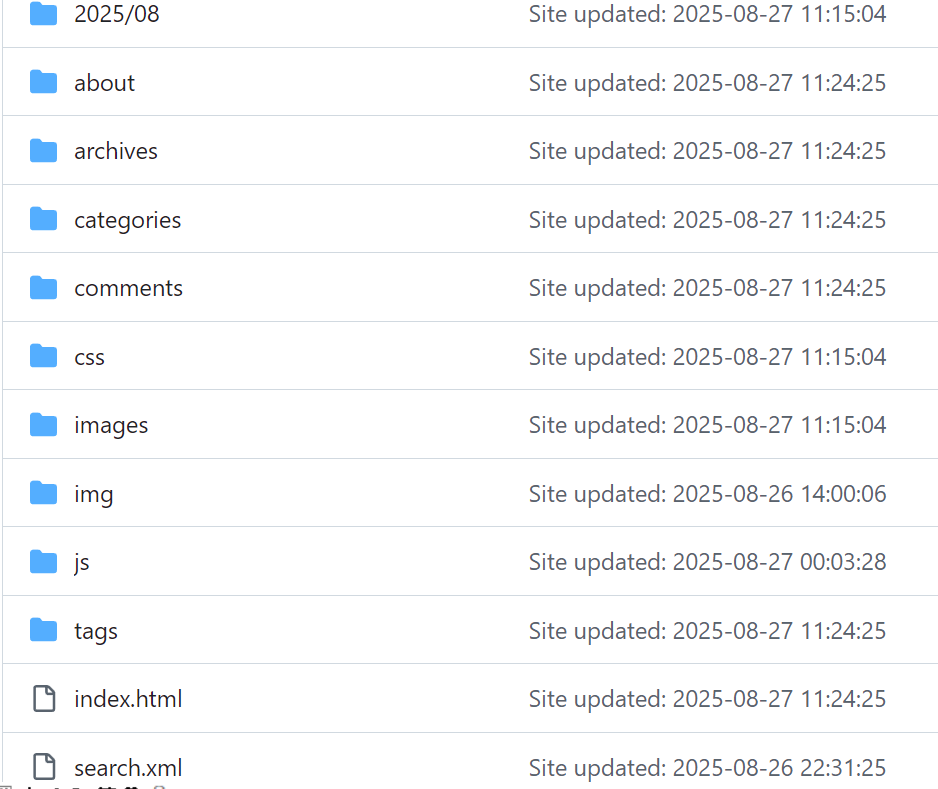 2025/08 Site updated: 2025-08-27 11:15:04
about Site updated: 2025-08-27 11:24:25
archives Site updated: 2025-08-27 11:24:25
categories Site updated: 2025-08-27 11:24:25
comments Site updated: 2025-08-27 11:24:25
css Site updated: 2025-08-27 11:15:04
images Site updated: 2025-08-27 11:15:04
img Site updated: 2025-08-26 14:00:06
js Site updated: 2025-08-27 00:03:28
tags Site updated: 2025-08-27 11:24:25
index.html Site updated: 2025-08-27 11:24:25
search.xml Site updated: 2025-08-26 22:31:25